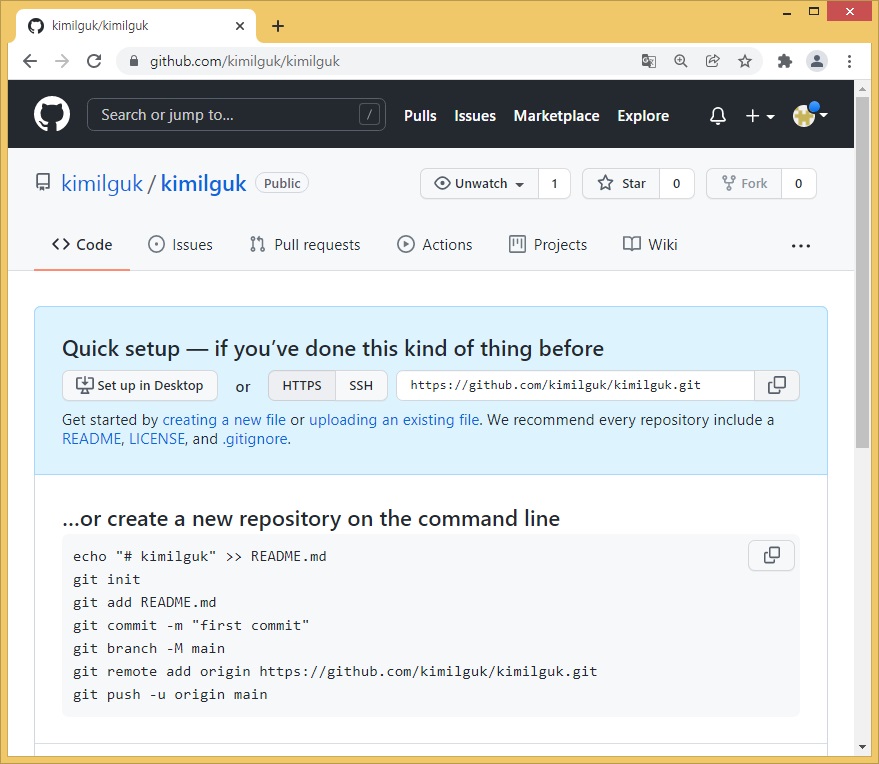 kimilguk/kimilguk
github.com/kimilguk/kimilguk
Search or jump to... /
Pulls Issues Marketplace Explore
kimilguk / kimilguk Public
Unwatch 1 Star 0 Fork 0
Code Issues Pull requests Actions Projects Wiki
Quick setup — if you’ve done this kind of thing before
Set up in Desktop or HTTPS SSH https://github.com/kimilguk/kimilguk.git
Get started by creating a new file or uploading an existing file. We recommend every repository include a
README, LICENSE, and .gitignore.
…or create a new repository on the command line
echo "# kimilguk" >> README.md
git init
git add README.md
git commit -m "first commit"
git branch -M main
git remote add origin https://github.com/kimilguk/kimilguk.git
git push -u origin main